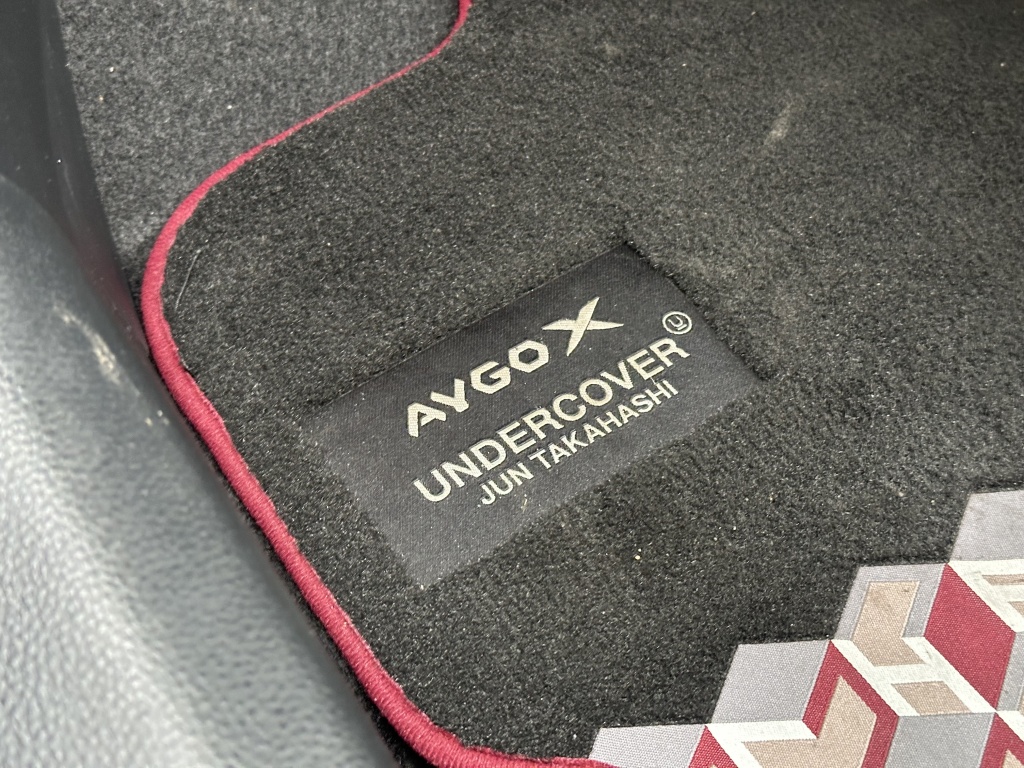 AYGO X
UNDERCOVER
JUN TAKAHASHI